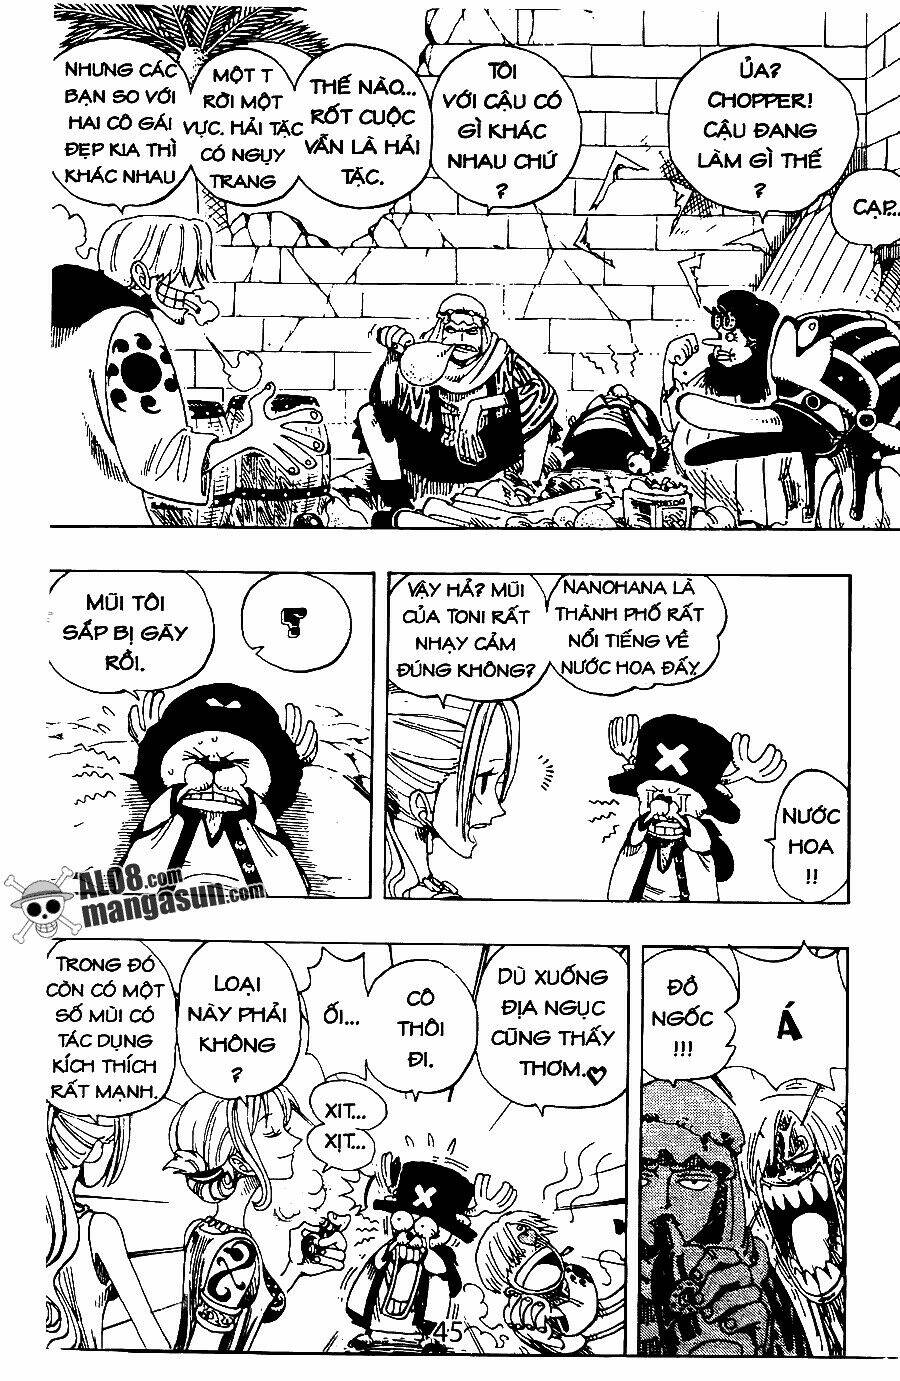 ỦA?
CHOPPER!
CẬU ĐANG
LÀM GÌ THẾ
?
CẠP...
TÔI
VỚI CẬU CÓ
GÌ KHÁC
NHAU CHỨ
?
THẾ NÀO...
RỐT CUỘC
VẪN LÀ HẢI
TẶC.
MỘT T
RỜI MỘT
VỰC. HẢI TẶC
CÓ NGỤY
TRANG
NHƯNG CÁC
BẠN SO VỚI
HAI CÔ GÁI
ĐẸP KIA THÌ
KHÁC NHAU
NANOHANA LÀ
THÀNH PHỐ RẤT
NỔI TIẾNG VỀ
NƯỚC HOA ĐẤY.
VẬY HẢ? MŨI
CỦA TONI RẤT
NHẠY CẢM
ĐÚNG KHÔNG?
NƯỚC
HOA
!!
?
MŨI TÔI
SẮP BỊ GÃY
RỒI.
AL08.com
mangasun.com
Á
ĐỒ
NGỐC
!!!
DÙ XUỐNG
ĐỊA NGỤC
CŨNG THẤY
THƠM.♥
CÔ
THÔI
ĐI.
ỐI...
LOẠI
NÀY PHẢI
KHÔNG
?
XỊT...
XỊT...
TRONG ĐÓ
CÒN CÓ MỘT
SỐ MÙI CÓ
TÁC DỤNG
KÍCH THÍCH
RẤT MẠNH.
45